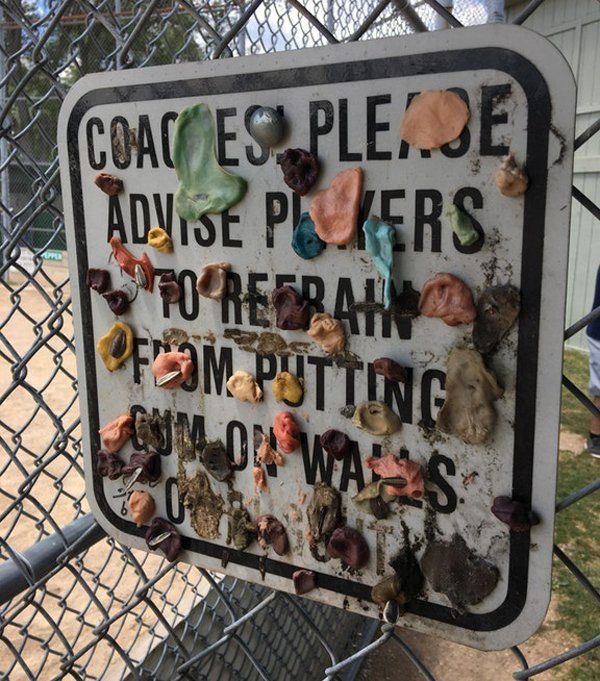 COACHES! PLEASE
ADVISE PLAYERS
TO REFRAIN
FROM PUTTING
GUM ON WALLS